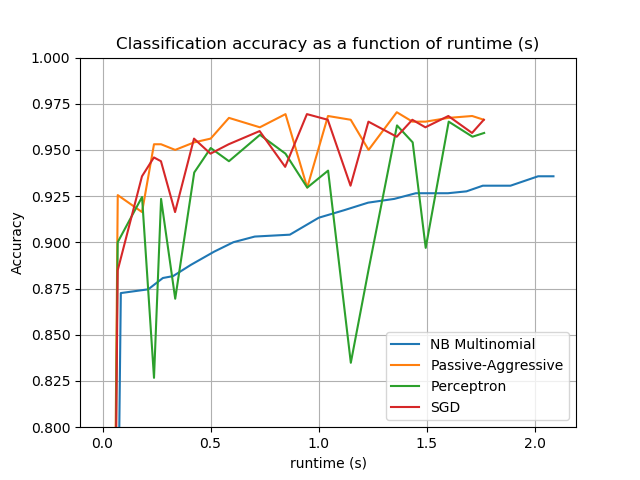 Classification accuracy as a function of runtime (s)
1.000
0.975
0.950
0.925
0.900
0.875
0.850
0.825
0.800
Accuracy
NB Multinomial
Passive-Aggressive
Perceptron
SGD
0.0 0.5 1.0 1.5 2.0
runtime (s)